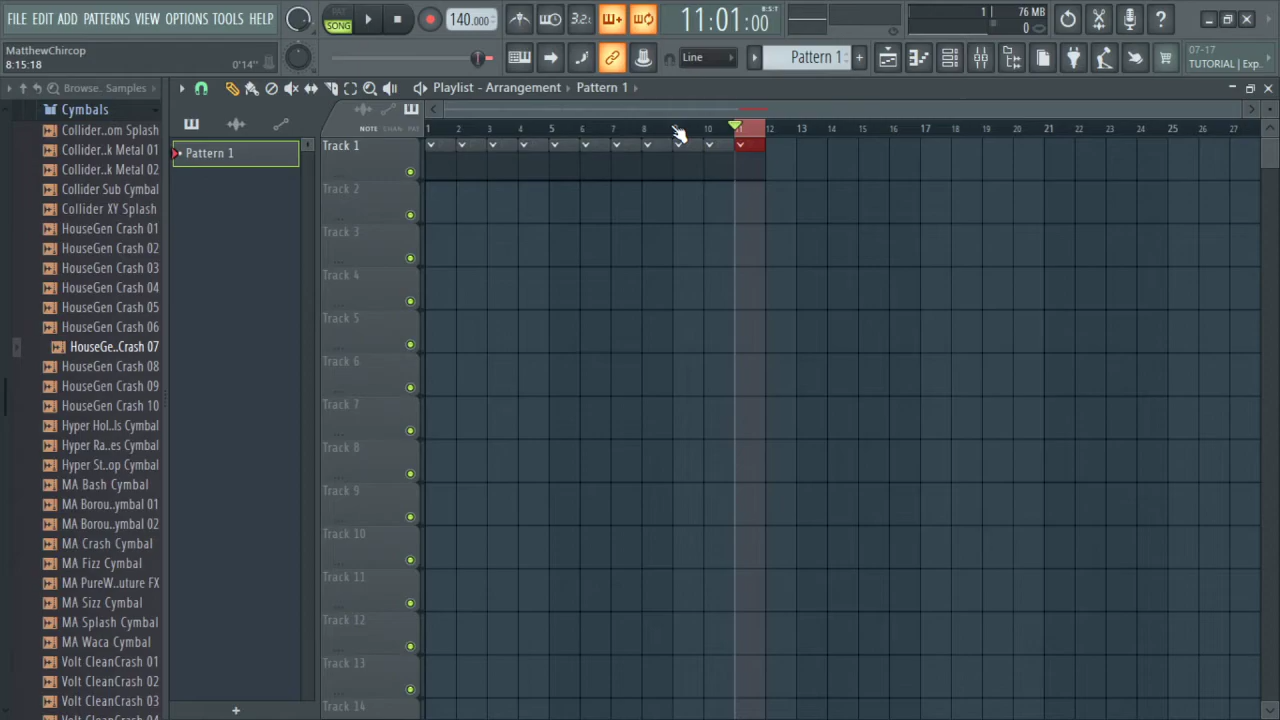 FILE EDIT ADD PATTERNS VIEW OPTIONS TOOLS HELP
PAT
SONG
140.000
3.2
11:01:00
B:S:T
1
76 MB
0
MatthewChircop
8:15:18
0'14"
Line
Pattern 1
07-17
TUTORIAL | Exp..
Browse.. Samples
Playlist - Arrangement
Pattern 1
Cymbals
Collider..om Splash
Collider..k Metal 01
Collider..k Metal 02
Collider Sub Cymbal
Collider XY Splash
HouseGen Crash 01
HouseGen Crash 02
HouseGen Crash 03
HouseGen Crash 04
HouseGen Crash 05
HouseGen Crash 06
HouseGe..Crash 07
HouseGen Crash 08
HouseGen Crash 09
HouseGen Crash 10
Hyper Hol..ls Cymbal
Hyper Ra..es Cymbal
Hyper St..op Cymbal
MA Bash Cymbal
MA Borou..ymbal 01
MA Borou..ymbal 02
MA Crash Cymbal
MA Fizz Cymbal
MA PureW..uture FX
MA Sizz Cymbal
MA Splash Cymbal
MA Waca Cymbal
Volt CleanCrash 01
Volt CleanCrash 02
Volt CleanCrash 03
Pattern 1
NOTE CHAN PAT
1 2 3 4 5 6 7 8 10 11 12 13 14 15 16 17 18 19 20 21 22 23 24 25 26 27
Track 1
Track 2
Track 3
Track 4
Track 5
Track 6
Track 7
Track 8
Track 9
Track 10
Track 11
Track 12
Track 13
Track 14